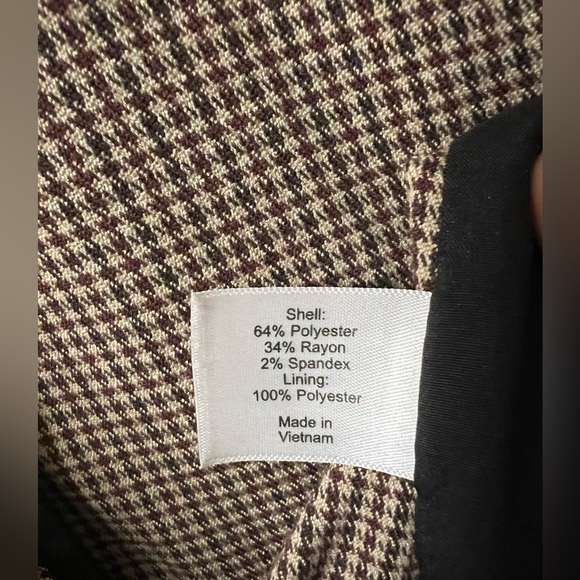 Shell:
64% Polyester
34% Rayon
2% Spandex
Lining:
100% Polyester
Made in
Vietnam